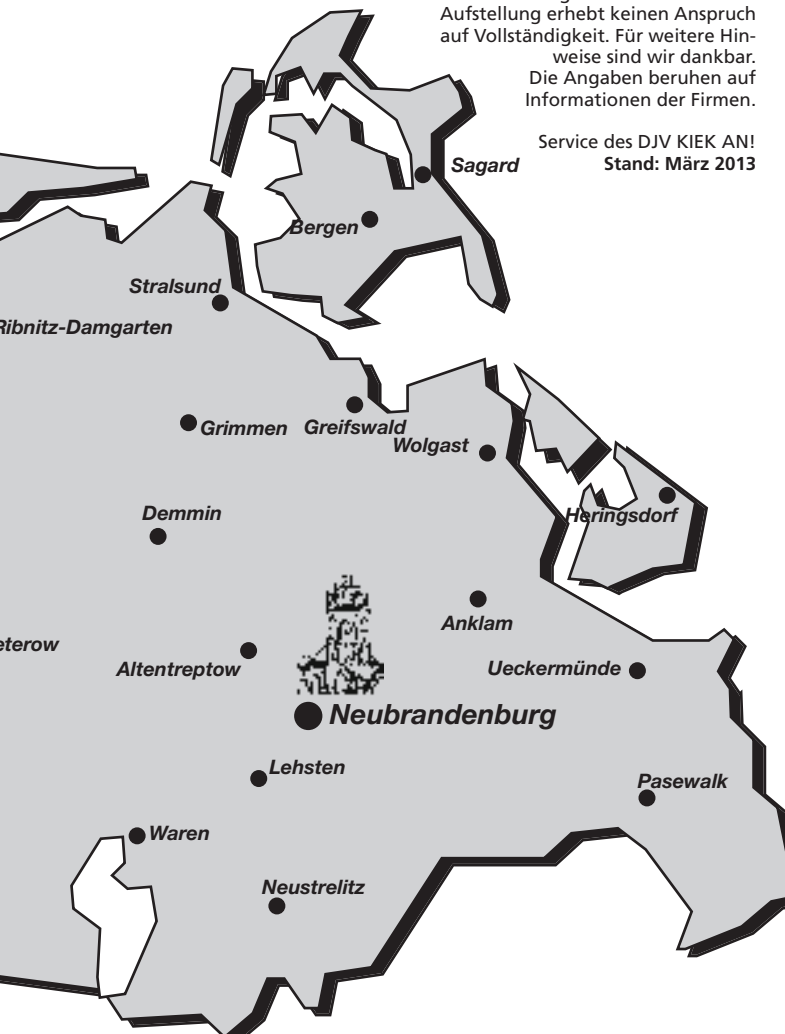 Aufstellung erhebt keinen Anspruch
auf Vollständigkeit. Für weitere Hin-
weise sind wir dankbar.
Die Angaben beruhen auf
Informationen der Firmen.
Service des DJV KIEK AN!
Stand: März 2013
Sagard
Bergen
Stralsund
Ribnitz-Damgarten
Grimmen
Greifswald
Wolgast
Demmin
Heringsdorf
Anklam
eterow
Altentreptow
Ueckermünde
Neubrandenburg
Lehsten
Pasewalk
Waren
Neustrelitz